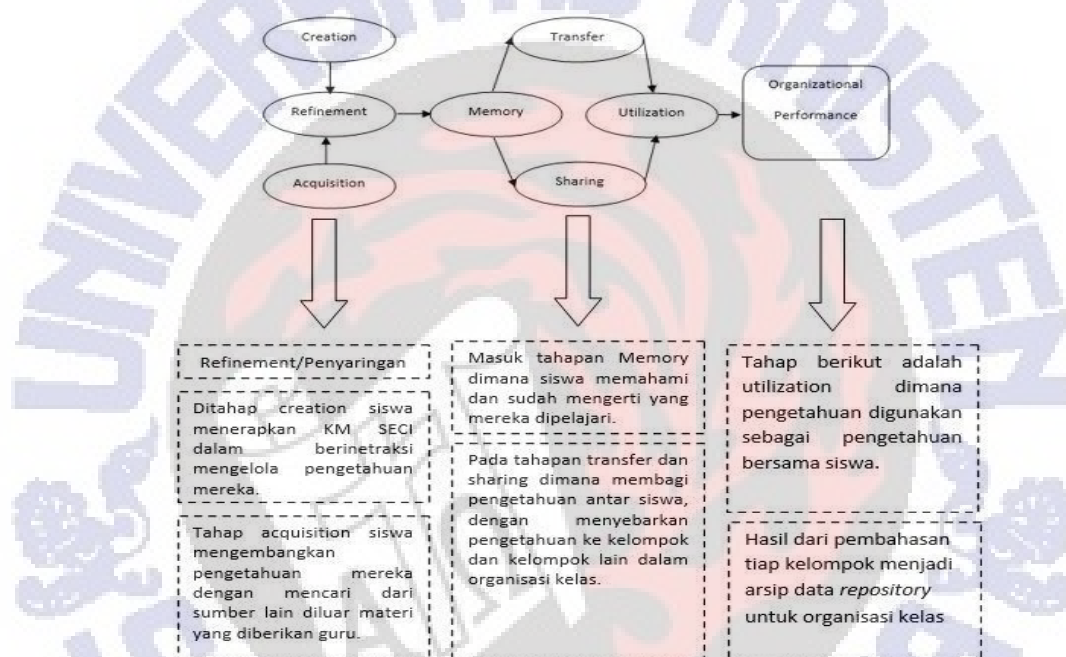 Creation
Transfer
Organizational
Performance
Refinement
Memory
Utilization
Acquisition
Sharing
Refinement/Penyaringan
Ditahap creation siswa
menerapkan KM SECI
dalam berinetraksi
mengelola pengetahuan
mereka.
Tahap acquisition siswa
mengembangkan
pengetahuan mereka
dengan mencari dari
sumber lain diluar materi
yang diberikan guru.
Masuk tahapan Memory
dimana siswa memahami
dan sudah mengerti yang
mereka dipelajari.
Pada tahapan transfer dan
sharing dimana membagi
pengetahuan antar siswa,
dengan menyebarkan
pengetahuan ke kelompok
dan kelompok lain dalam
organisasi kelas.
Tahap berikut adalah
utilization dimana
pengetahuan digunakan
sebagai pengetahuan
bersama siswa.
Hasil dari pembahasan
tiap kelompok menjadi
arsip data repository
untuk organisasi kelas
UNIVERSITAS KRISTEN